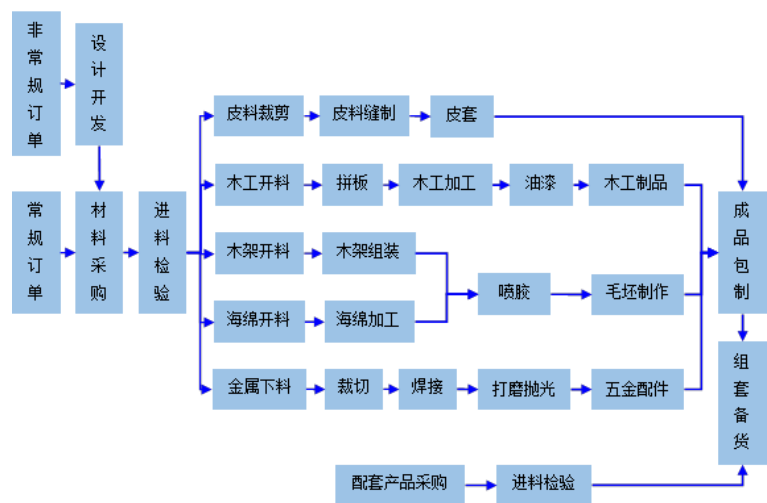 非常规订单
设计开发
常规订单
材料采购
进料检验
皮料裁剪
皮料缝制
皮套
木工开料
拼板
木工加工
油漆
木工制品
木架开料
木架组装
海绵开料
海绵加工
喷胶
毛坯制作
金属下料
裁切
焊接
打磨抛光
五金配件
成品包制
组套备货
配套产品采购
进料检验